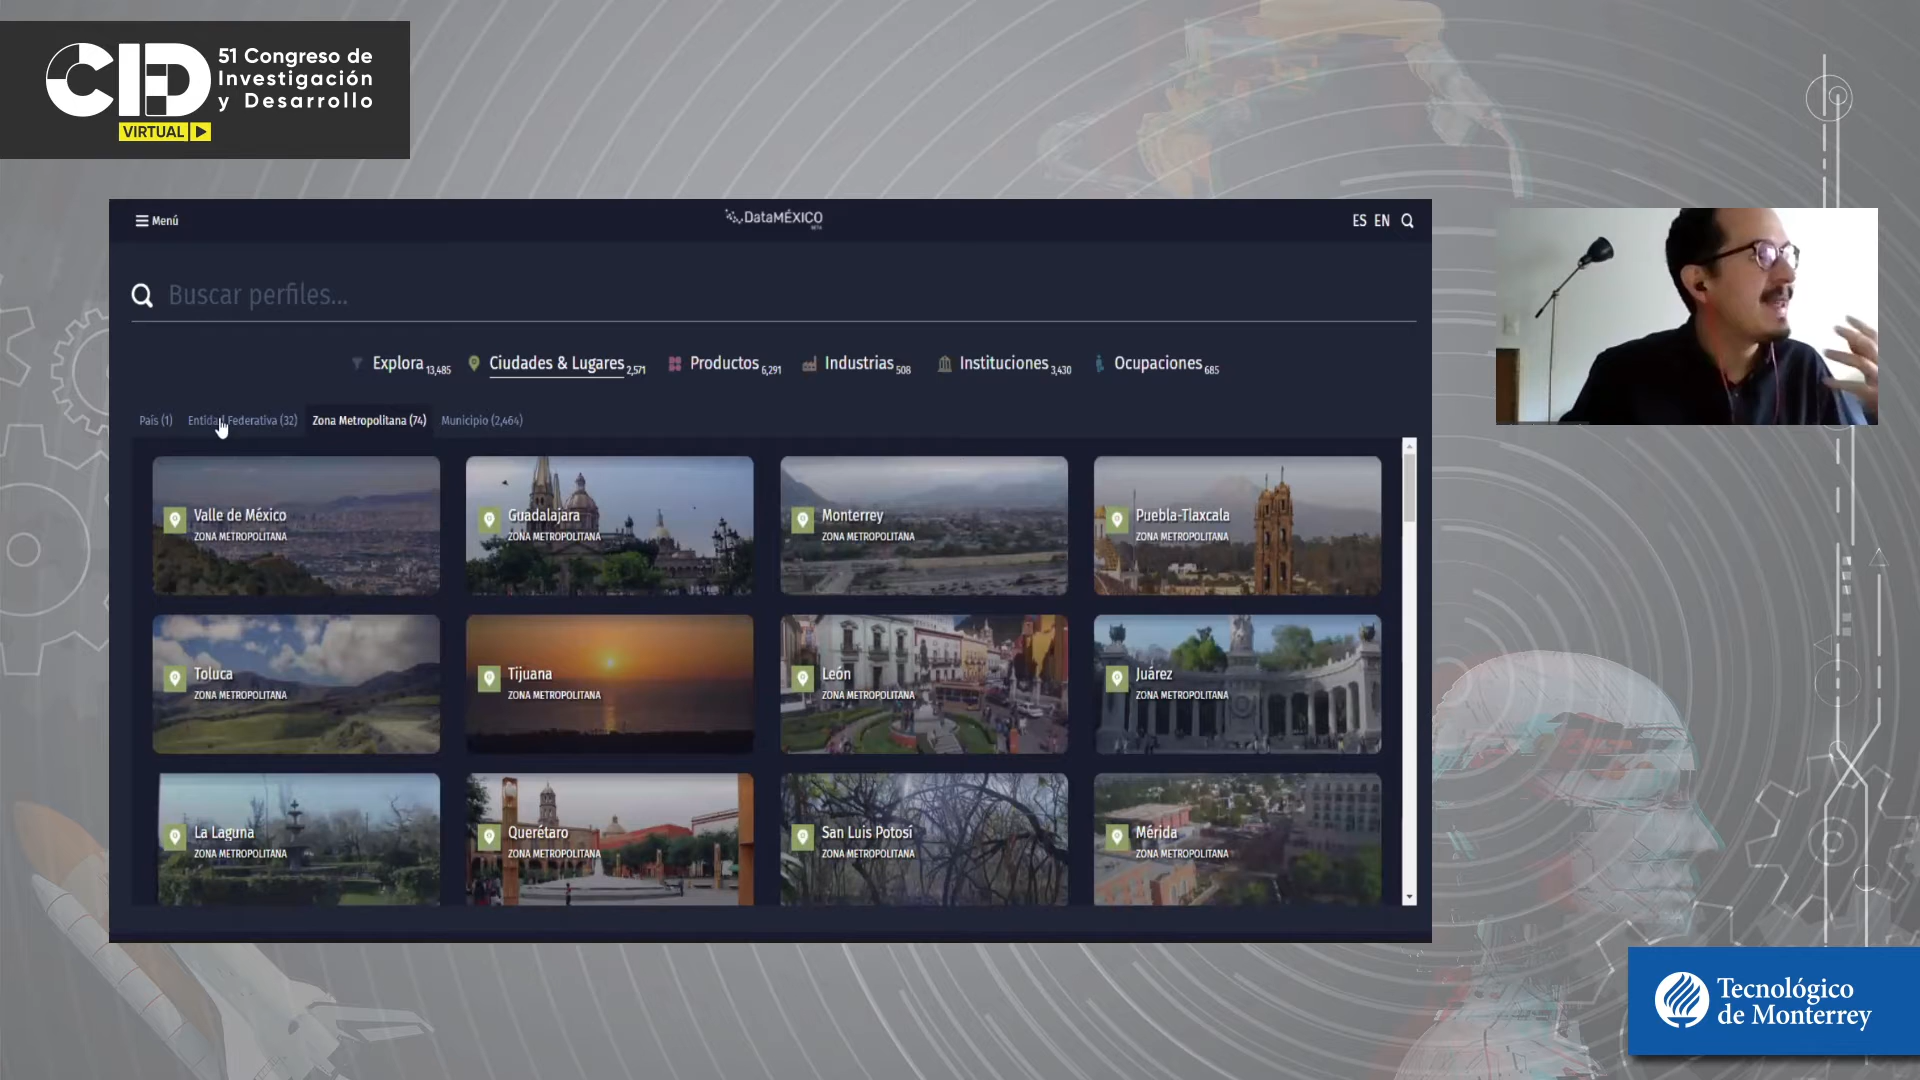 CID
51 Congreso de
Investigación
y Desarrollo
VIRTUAL
Menú
DataMÉXICO
BETA
ES EN
Buscar perfiles...
Explora 13,485 Ciudades & Lugares 2,571 Productos 6,291 Industrias 508 Instituciones 3,430 Ocupaciones 685
País (1) Entidad Federativa (32) Zona Metropolitana (74) Municipio (2,464)
Valle de México
ZONA METROPOLITANA
Guadalajara
ZONA METROPOLITANA
Monterrey
ZONA METROPOLITANA
Puebla-Tlaxcala
ZONA METROPOLITANA
Toluca
ZONA METROPOLITANA
Tijuana
ZONA METROPOLITANA
León
ZONA METROPOLITANA
Juárez
ZONA METROPOLITANA
La Laguna
ZONA METROPOLITANA
Querétaro
ZONA METROPOLITANA
San Luis Potosí
ZONA METROPOLITANA
Mérida
ZONA METROPOLITANA
Tecnológico
de Monterrey